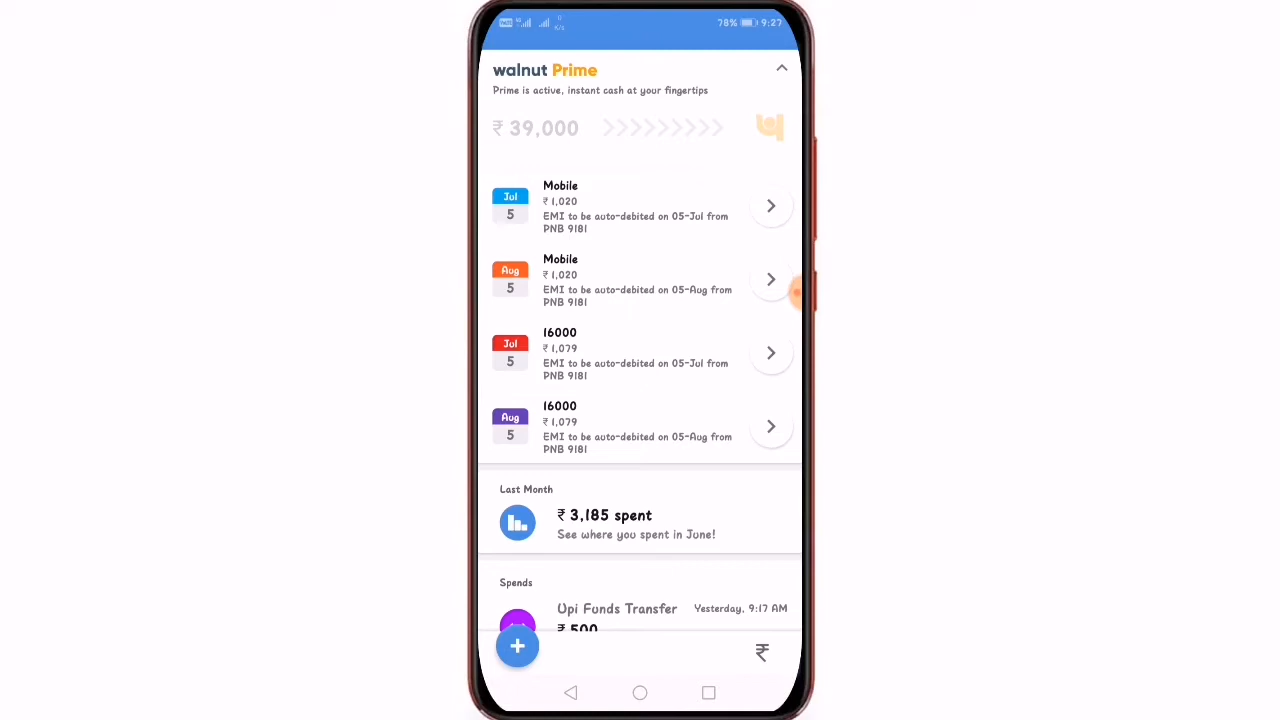 78% 9:27
K/s
walnut Prime
Prime is active, instant cash at your fingertips
₹ 39,000
Jul
5
Mobile
₹ 1,020
EMI to be auto-debited on 05-Jul from
PNB 9181
Aug
5
Mobile
₹ 1,020
EMI to be auto-debited on 05-Aug from
PNB 9181
Jul
5
16000
₹ 1,079
EMI to be auto-debited on 05-Jul from
PNB 9181
Aug
5
16000
₹ 1,079
EMI to be auto-debited on 05-Aug from
PNB 9181
Last Month
₹ 3,185 spent
See where you spent in June!
Spends
Upi Funds Transfer Yesterday, 9:17 AM
₹ 500
₹